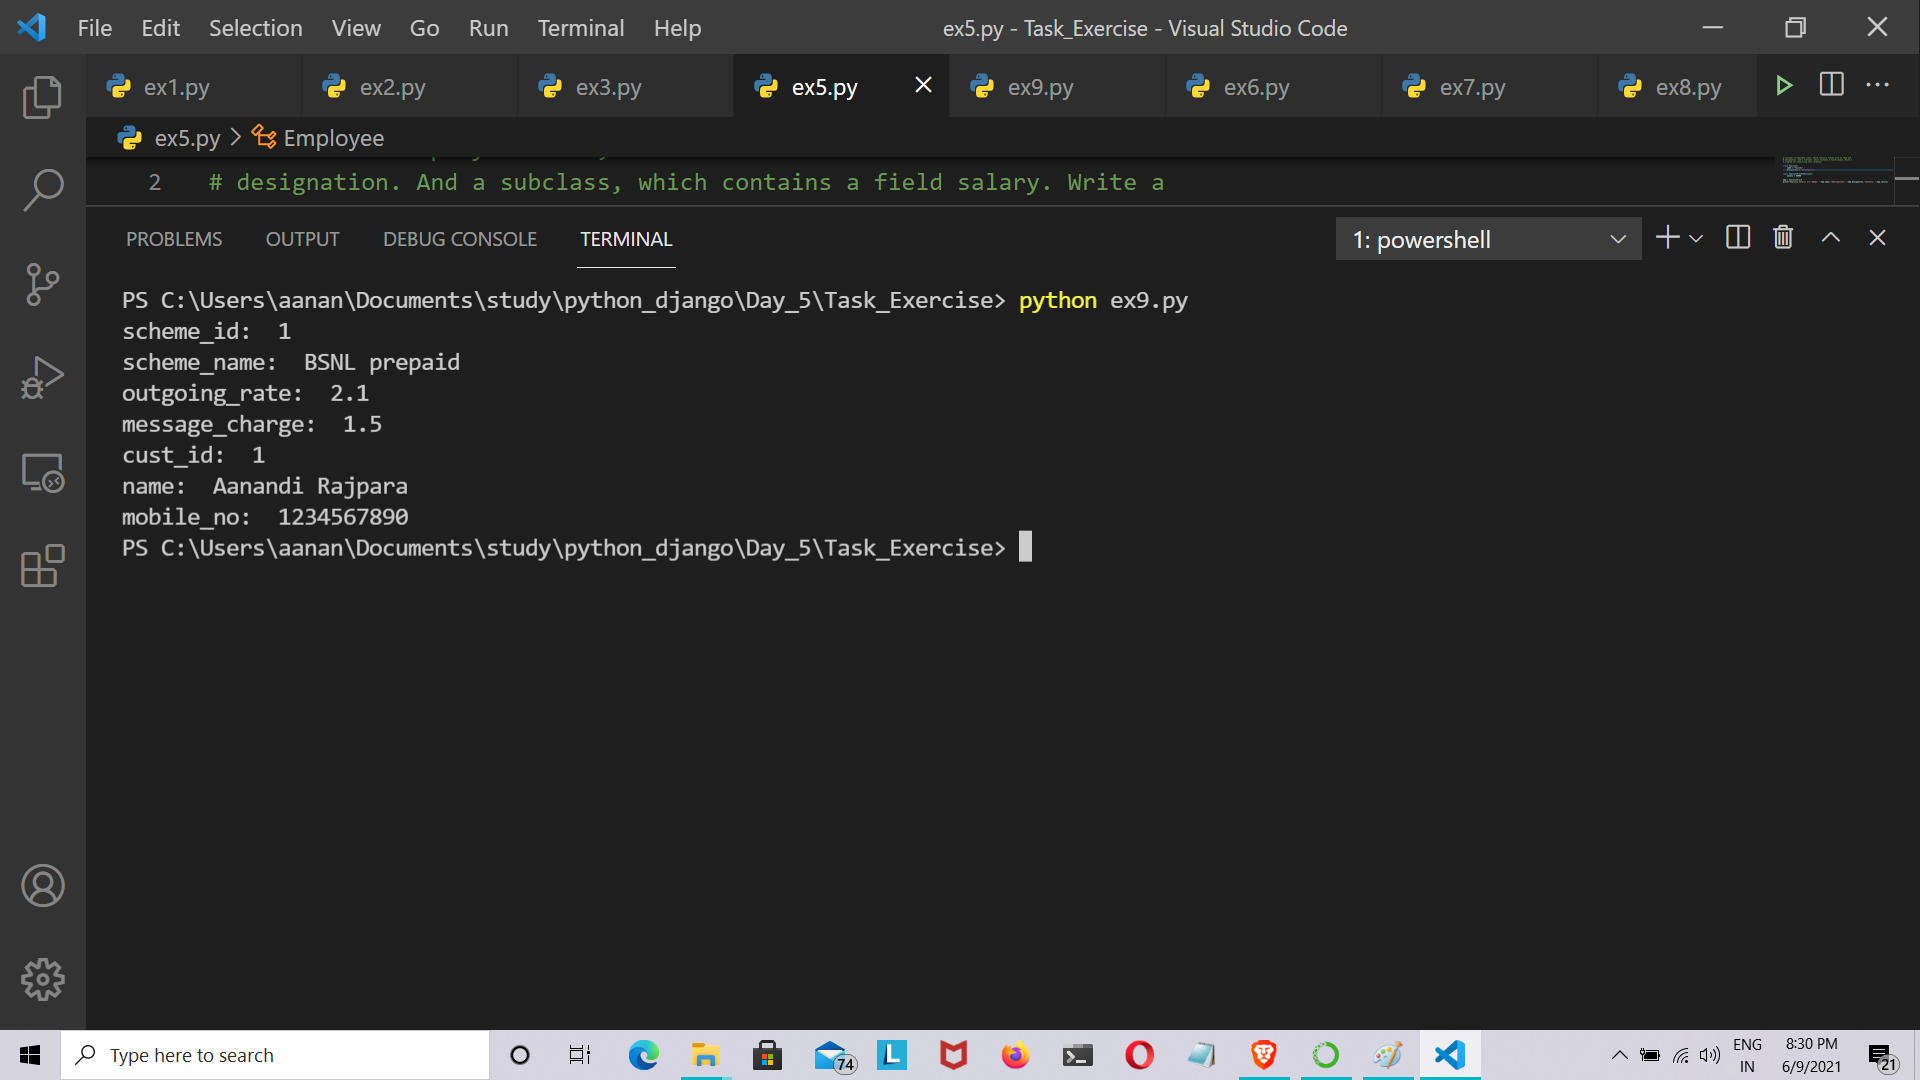 File Edit Selection View Go Run Terminal Help ex5.py - Task_Exercise - Visual Studio Code
ex1.py ex2.py ex3.py ex5.py ex9.py ex6.py ex7.py ex8.py
ex5.py > Employee
2 # designation. And a subclass, which contains a field salary. Write a
PROBLEMS OUTPUT DEBUG CONSOLE TERMINAL 1: powershell
PS C:\Users\aanan\Documents\study\python_django\Day_5\Task_Exercise> python ex9.py
scheme_id:  1
scheme_name:  BSNL prepaid
outgoing_rate:  2.1
message_charge:  1.5
cust_id:  1
name:  Aanandi Rajpara
mobile_no:  1234567890
PS C:\Users\aanan\Documents\study\python_django\Day_5\Task_Exercise>
Type here to search 74 L ENG 8:30 PM
IN 6/9/2021 21